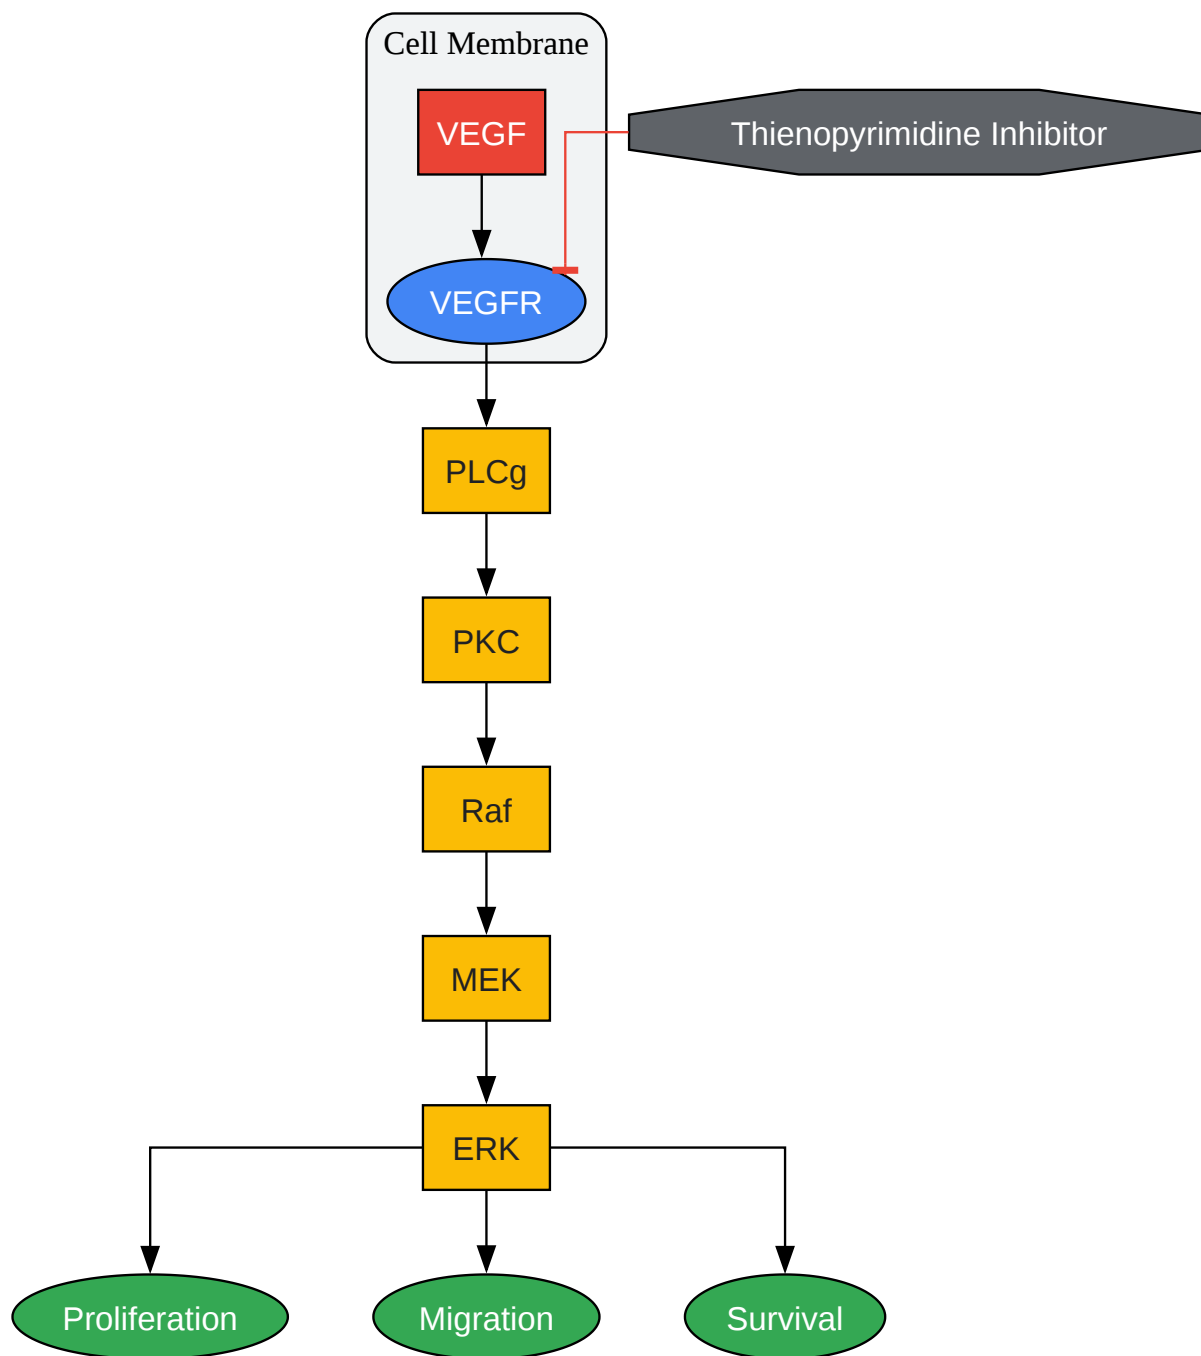 Cell Membrane
VEGF
Thienopyrimidine Inhibitor
VEGFR
PLCg
PKC
Raf
MEK
ERK
Proliferation
Migration
Survival